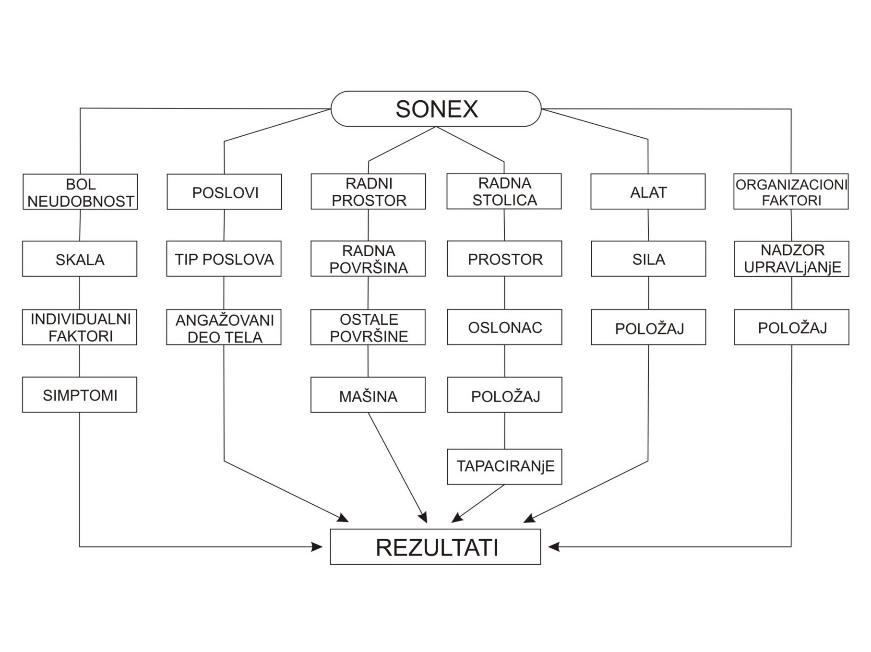 SONEX
BOL
NEUDOBNOST
POSLOVI
RADNI
PROSTOR
RADNA
STOLICA
ALAT
ORGANIZACIONI
FAKTORI
SKALA
TIP POSLOVA
RADNA
POVRŠINA
PROSTOR
SILA
NADZOR
UPRAVLjANjE
INDIVIDUALNI
FAKTORI
ANGAŽOVANI
DEO TELA
OSTALE
POVRŠINE
OSLONAC
POLOŽAJ
POLOŽAJ
SIMPTOMI
MAŠINA
POLOŽAJ
TAPACIRANjE
REZULTATI